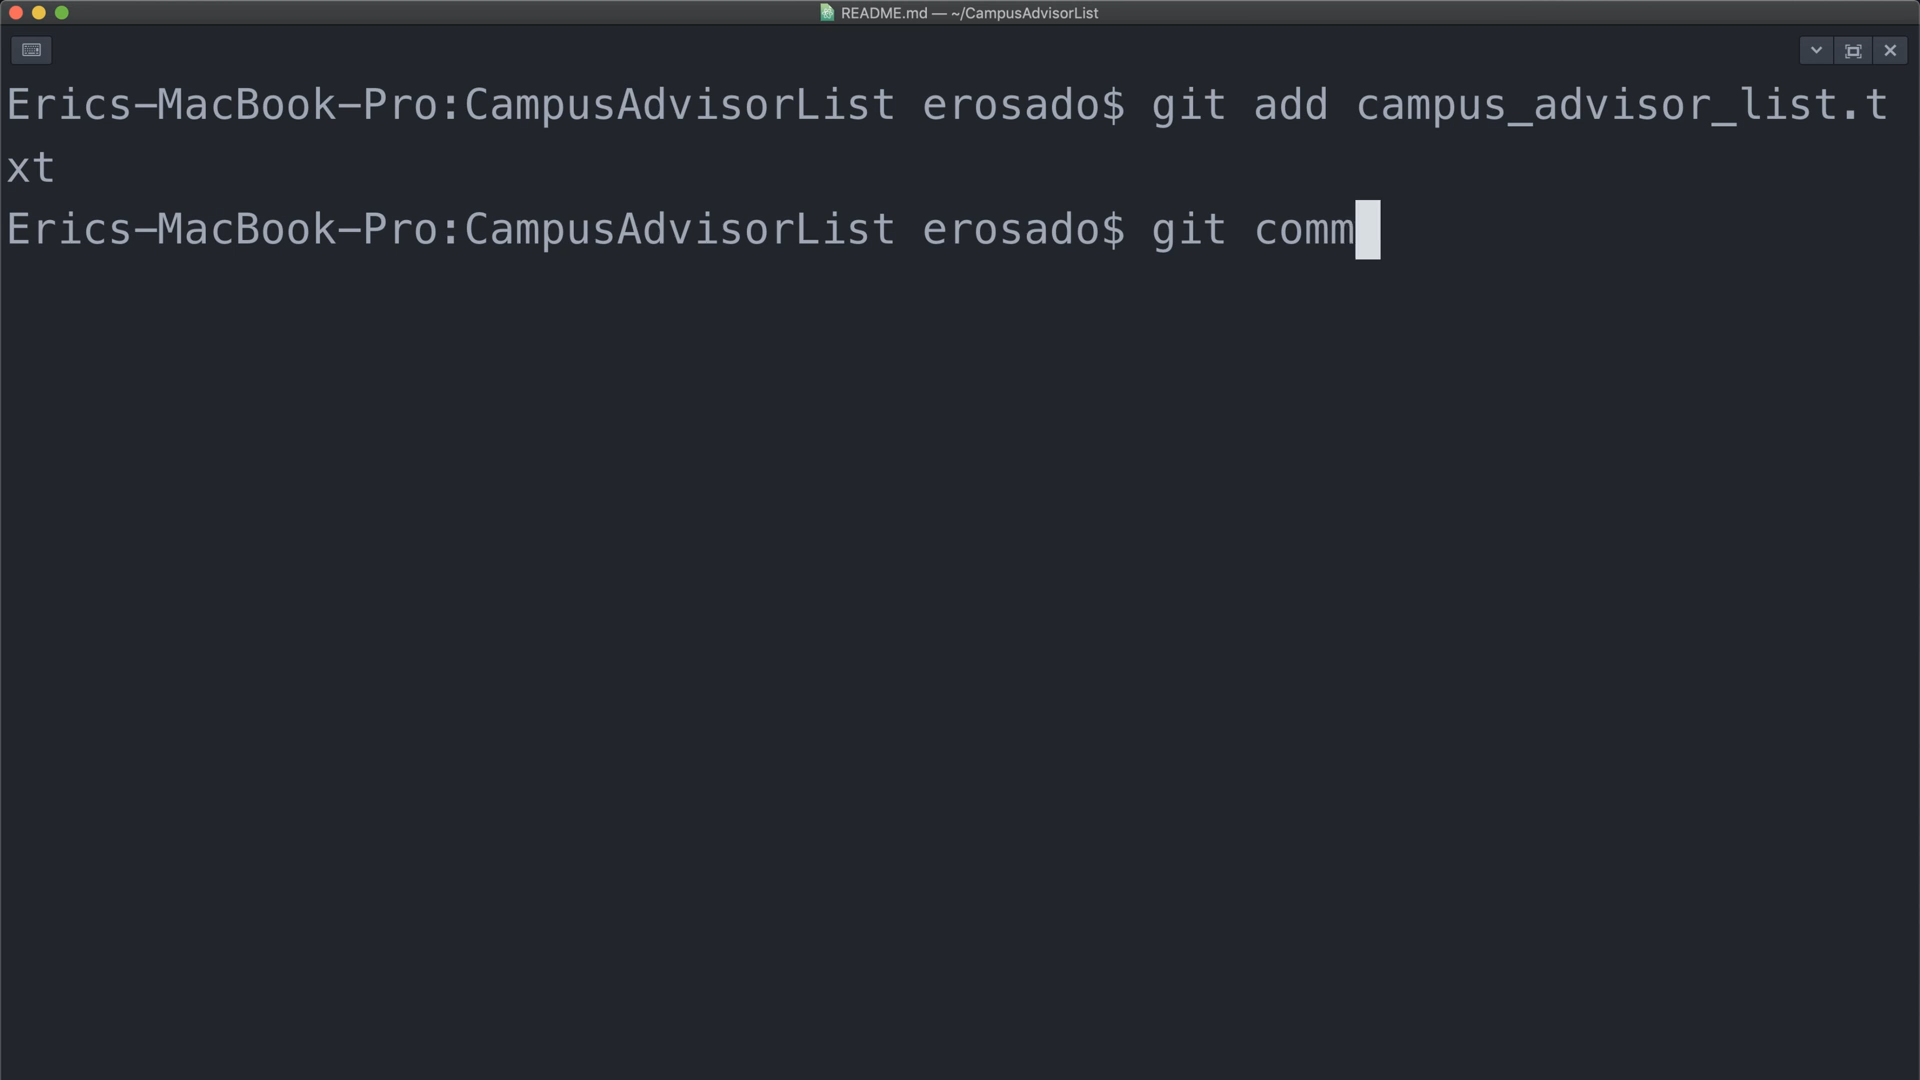 README.md — ~/CampusAdvisorList
Erics-MacBook-Pro:CampusAdvisorList erosado$ git add campus_advisor_list.t
xt
Erics-MacBook-Pro:CampusAdvisorList erosado$ git comm